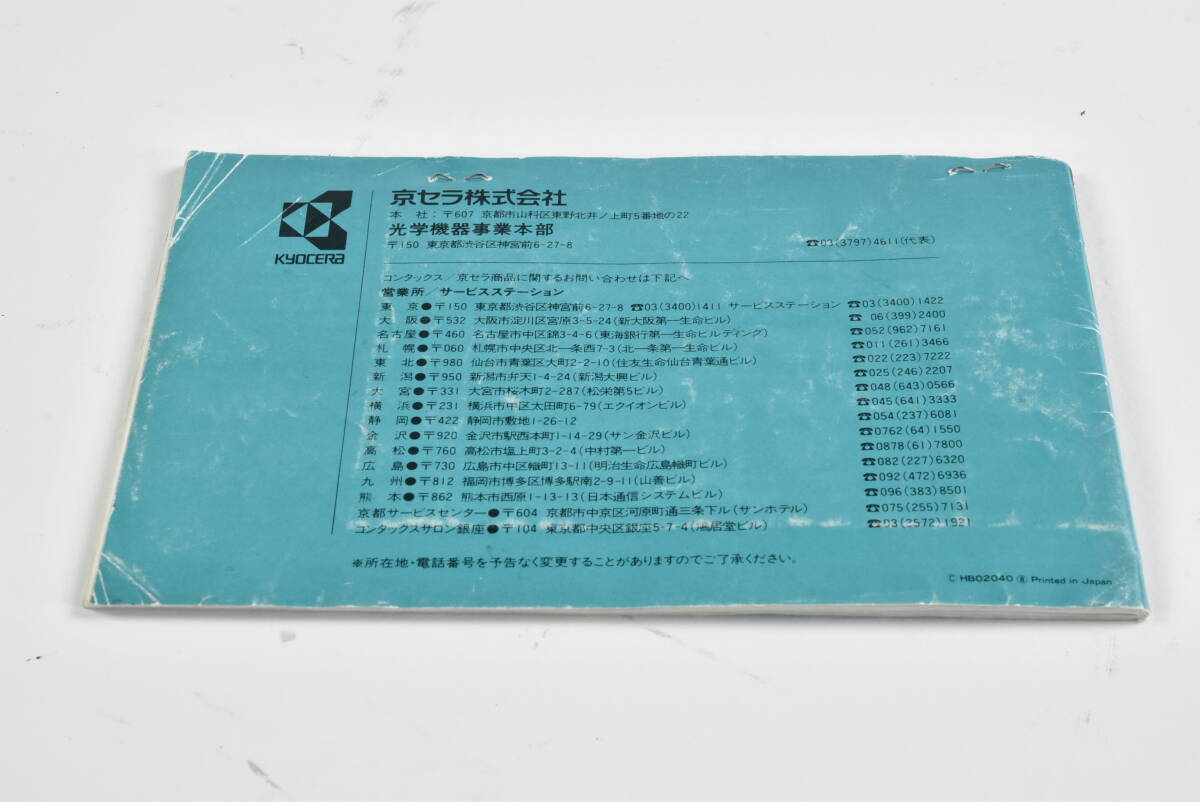 KYOCERA
京セラ株式会社
本 社：〒607 京都市山科区東野北井ノ上町5番地の22
光学機器事業本部
〒150 東京都渋谷区神宮前6-27-8 ☎03(3797)4611(代表)
コンタックス／京セラ商品に関するお問い合わせは下記へ
営業所／サービスステーション
東 京●〒150 東京都渋谷区神宮前6-27-8 ☎03(3400)1411 サービスステーション ☎03(3400)1422
大 阪●〒532 大阪市淀川区宮原3-5-24(新大阪第一生命ビル) ☎06(399)2400
名古屋●〒460 名古屋市中区錦3-4-6(東海銀行第一生命ビルディング) ☎052(962)7161
札 幌●〒060 札幌市中央区北一条西7-3(北一条第一生命ビル) ☎011(261)3466
東 北●〒980 仙台市青葉区大町2-2-10(住友生命仙台青葉通ビル) ☎022(223)7222
新 潟●〒950 新潟市弁天1-4-24(新潟大興ビル) ☎025(246)2207
大 宮●〒331 大宮市桜木町2-287(松栄第5ビル) ☎048(643)0566
横 浜●〒231 横浜市中区太田町6-79(エクイオンビル) ☎045(641)3333
静 岡●〒422 静岡市敷地1-26-12 ☎054(237)6081
金 沢●〒920 金沢市駅西本町1-14-29(サン金沢ビル) ☎0762(64)1550
高 松●〒760 高松市塩上町3-2-4(中村第一ビル) ☎0878(61)7800
広 島●〒730 広島市中区幟町13-11(明治生命広島幟町ビル) ☎082(227)6320
九 州●〒812 福岡市博多区博多駅南2-9-11(山善ビル) ☎092(472)6936
熊 本●〒862 熊本市西原1-13-13(日本通信システムビル) ☎096(383)8501
京都サービスセンター●〒604 京都市中京区河原町通三条下ル(サンホテル) ☎075(255)7131
コンタックスサロン銀座●〒104 東京都中央区銀座5-7-4(鳩居堂ビル) ☎03(3572)1921
※所在地・電話番号を予告なく変更することがありますのでご了承ください。
Ⓒ HB02040 ⑧ Printed in Japan